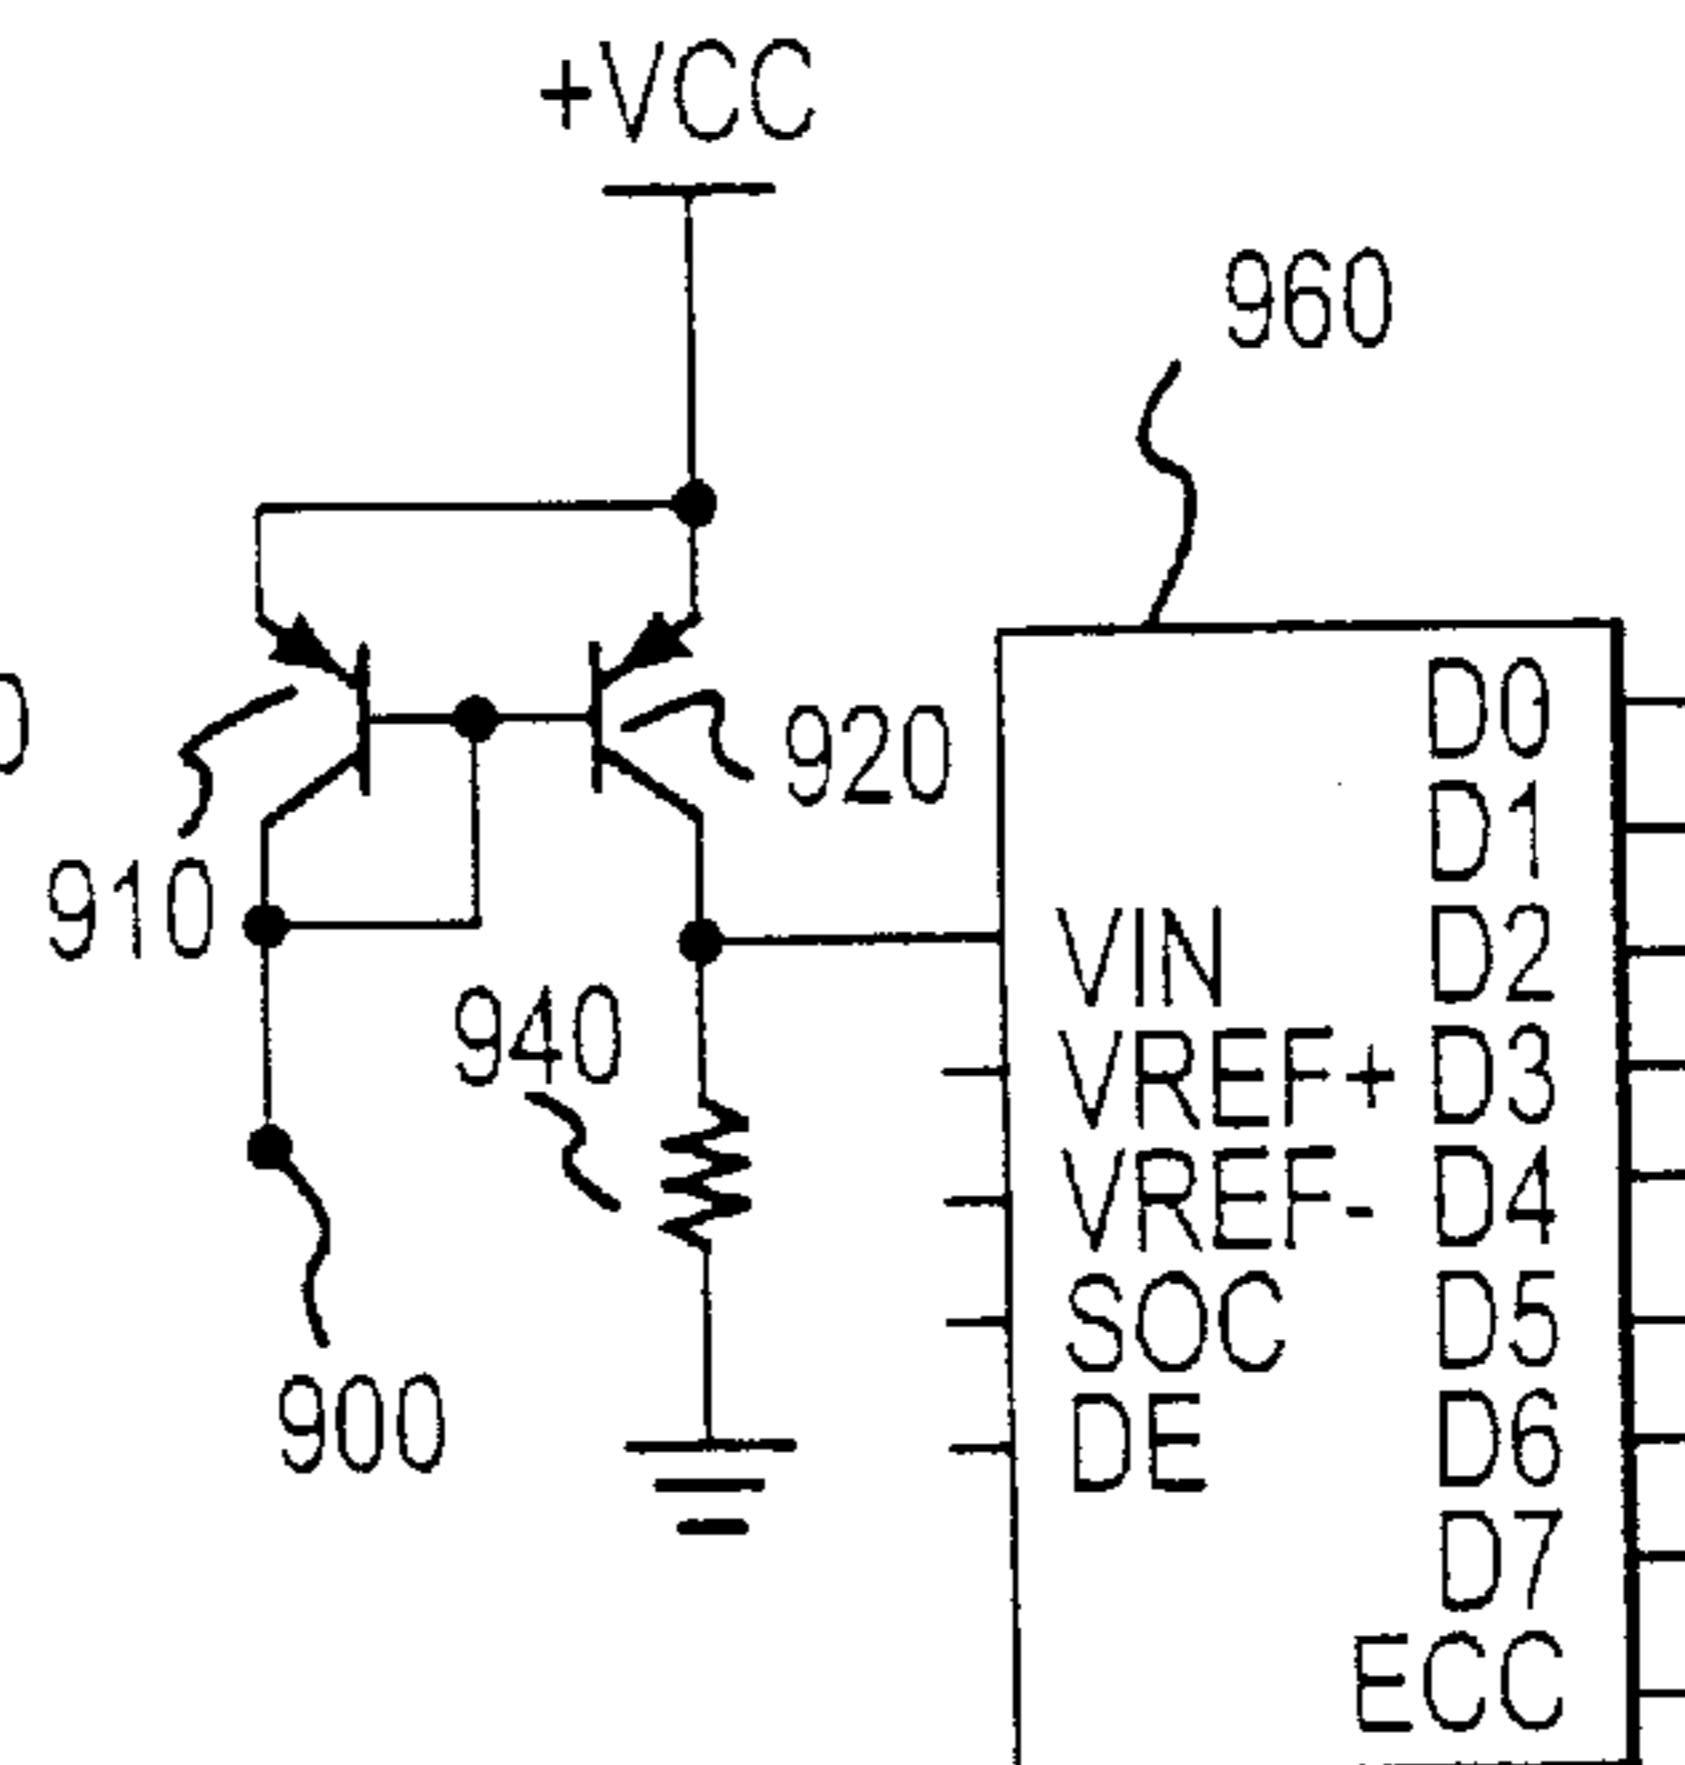 +VCC
960
D0
920
D1
910
VIN D2
940
VREF+ D3
VREF- D4
SOC D5
900
DE D6
D7
ECC